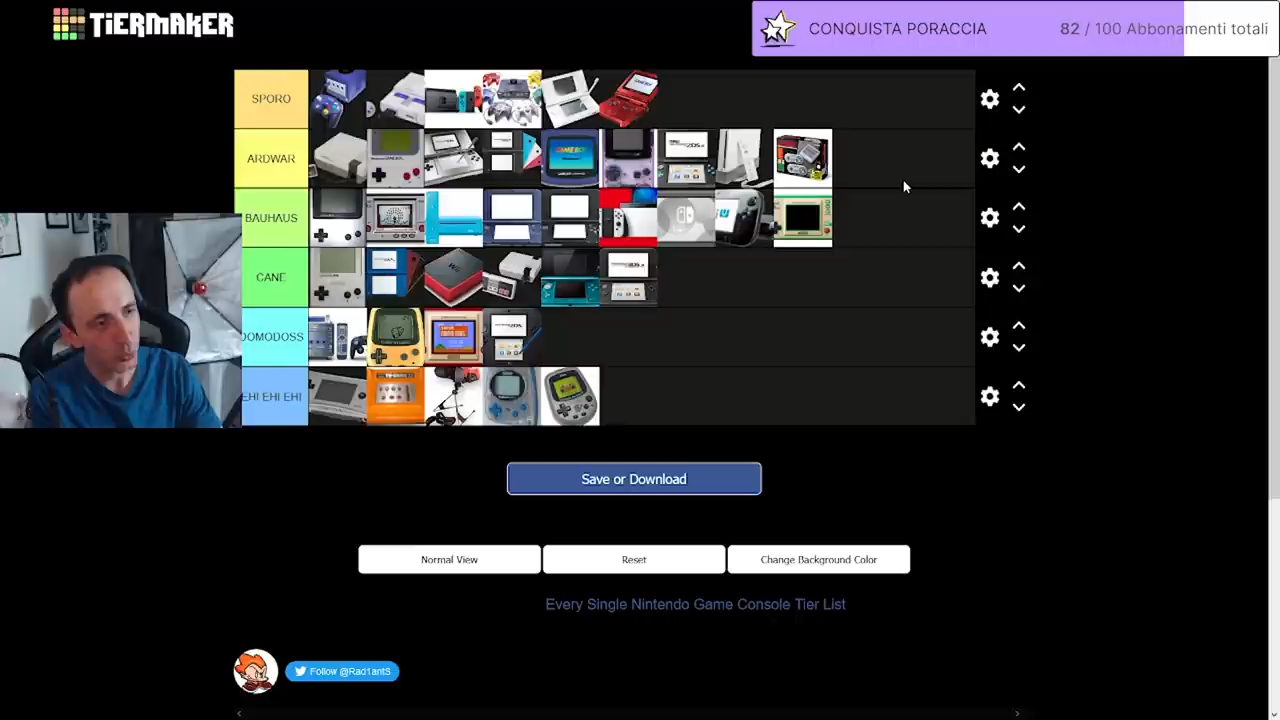 TiERMAKER
CONQUISTA PORACCIA
82 / 100 Abbonamenti totali
SPORO
ARDWAR
BAUHAUS
CANE
DOMODOSS
EHI EHI EHI
Save or Download
Normal View
Reset
Change Background Color
Every Single Nintendo Game Console Tier List
Follow @Rad1antS